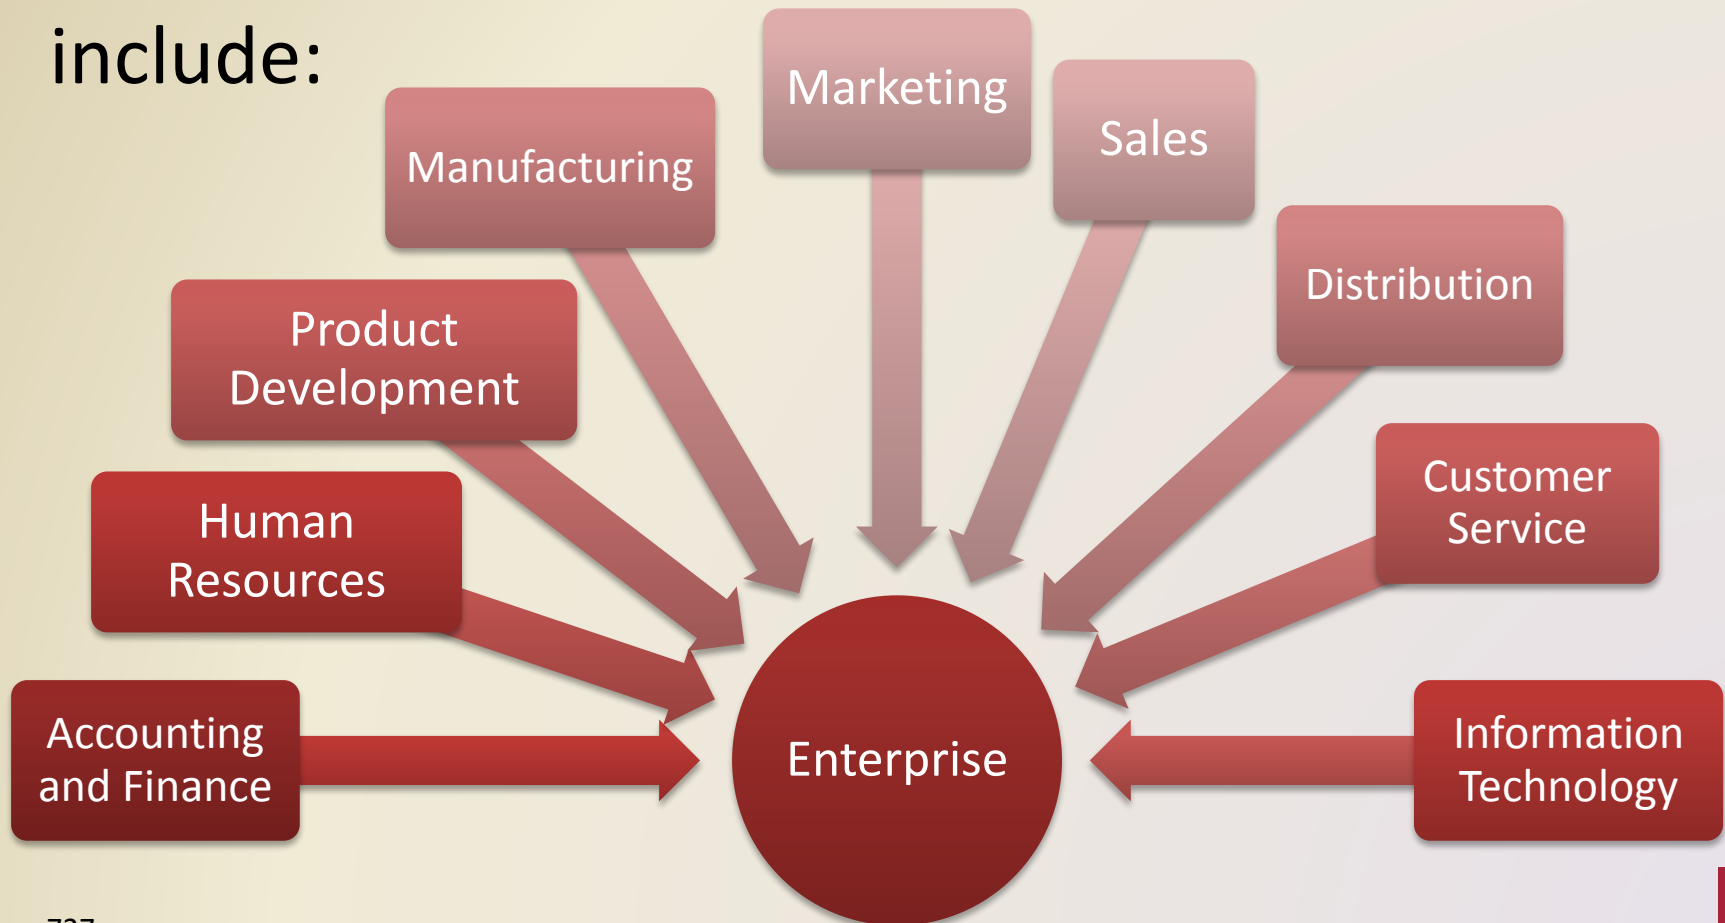 include:
Marketing
Sales
Manufacturing
Distribution
Product
Development
Customer
Service
Human
Resources
Accounting
and Finance
Enterprise
Information
Technology